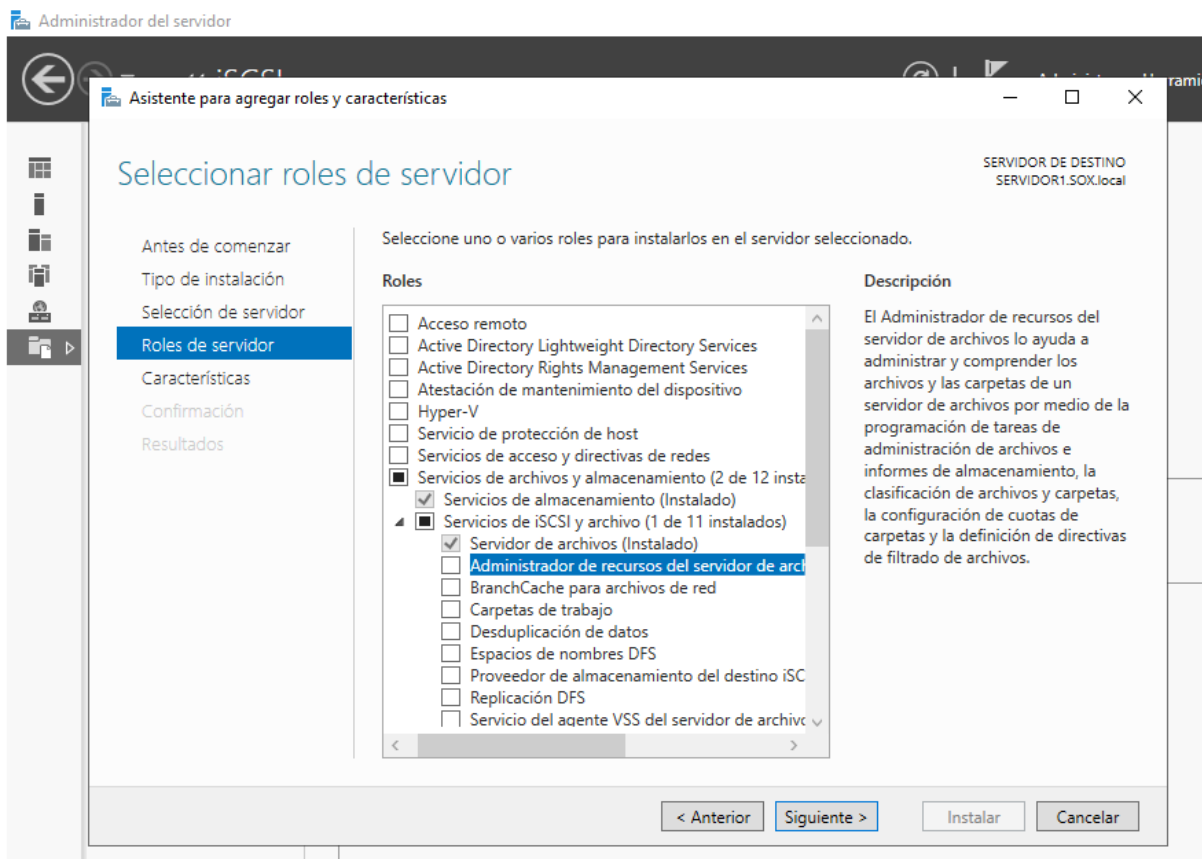 Administrador del servidor
iSCSI
Asistente para agregar roles y características
Seleccionar roles de servidor
SERVIDOR DE DESTINO
SERVIDOR1.SOX.local
Antes de comenzar
Tipo de instalación
Selección de servidor
Roles de servidor
Características
Confirmación
Resultados
Seleccione uno o varios roles para instalarlos en el servidor seleccionado.
Roles
Acceso remoto
Active Directory Lightweight Directory Services
Active Directory Rights Management Services
Atestación de mantenimiento del dispositivo
Hyper-V
Servicio de protección de host
Servicios de acceso y directivas de redes
Servicios de archivos y almacenamiento (2 de 12 insta
Servicios de almacenamiento (Instalado)
Servicios de iSCSI y archivo (1 de 11 instalados)
Servidor de archivos (Instalado)
Administrador de recursos del servidor de arch
BranchCache para archivos de red
Carpetas de trabajo
Desduplicación de datos
Espacios de nombres DFS
Proveedor de almacenamiento del destino iSC
Replicación DFS
Servicio del agente VSS del servidor de archivo
Descripción
El Administrador de recursos del
servidor de archivos lo ayuda a
administrar y comprender los
archivos y las carpetas de un
servidor de archivos por medio de la
programación de tareas de
administración de archivos e
informes de almacenamiento, la
clasificación de archivos y carpetas,
la configuración de cuotas de
carpetas y la definición de directivas
de filtrado de archivos.
< Anterior
Siguiente >
Instalar
Cancelar